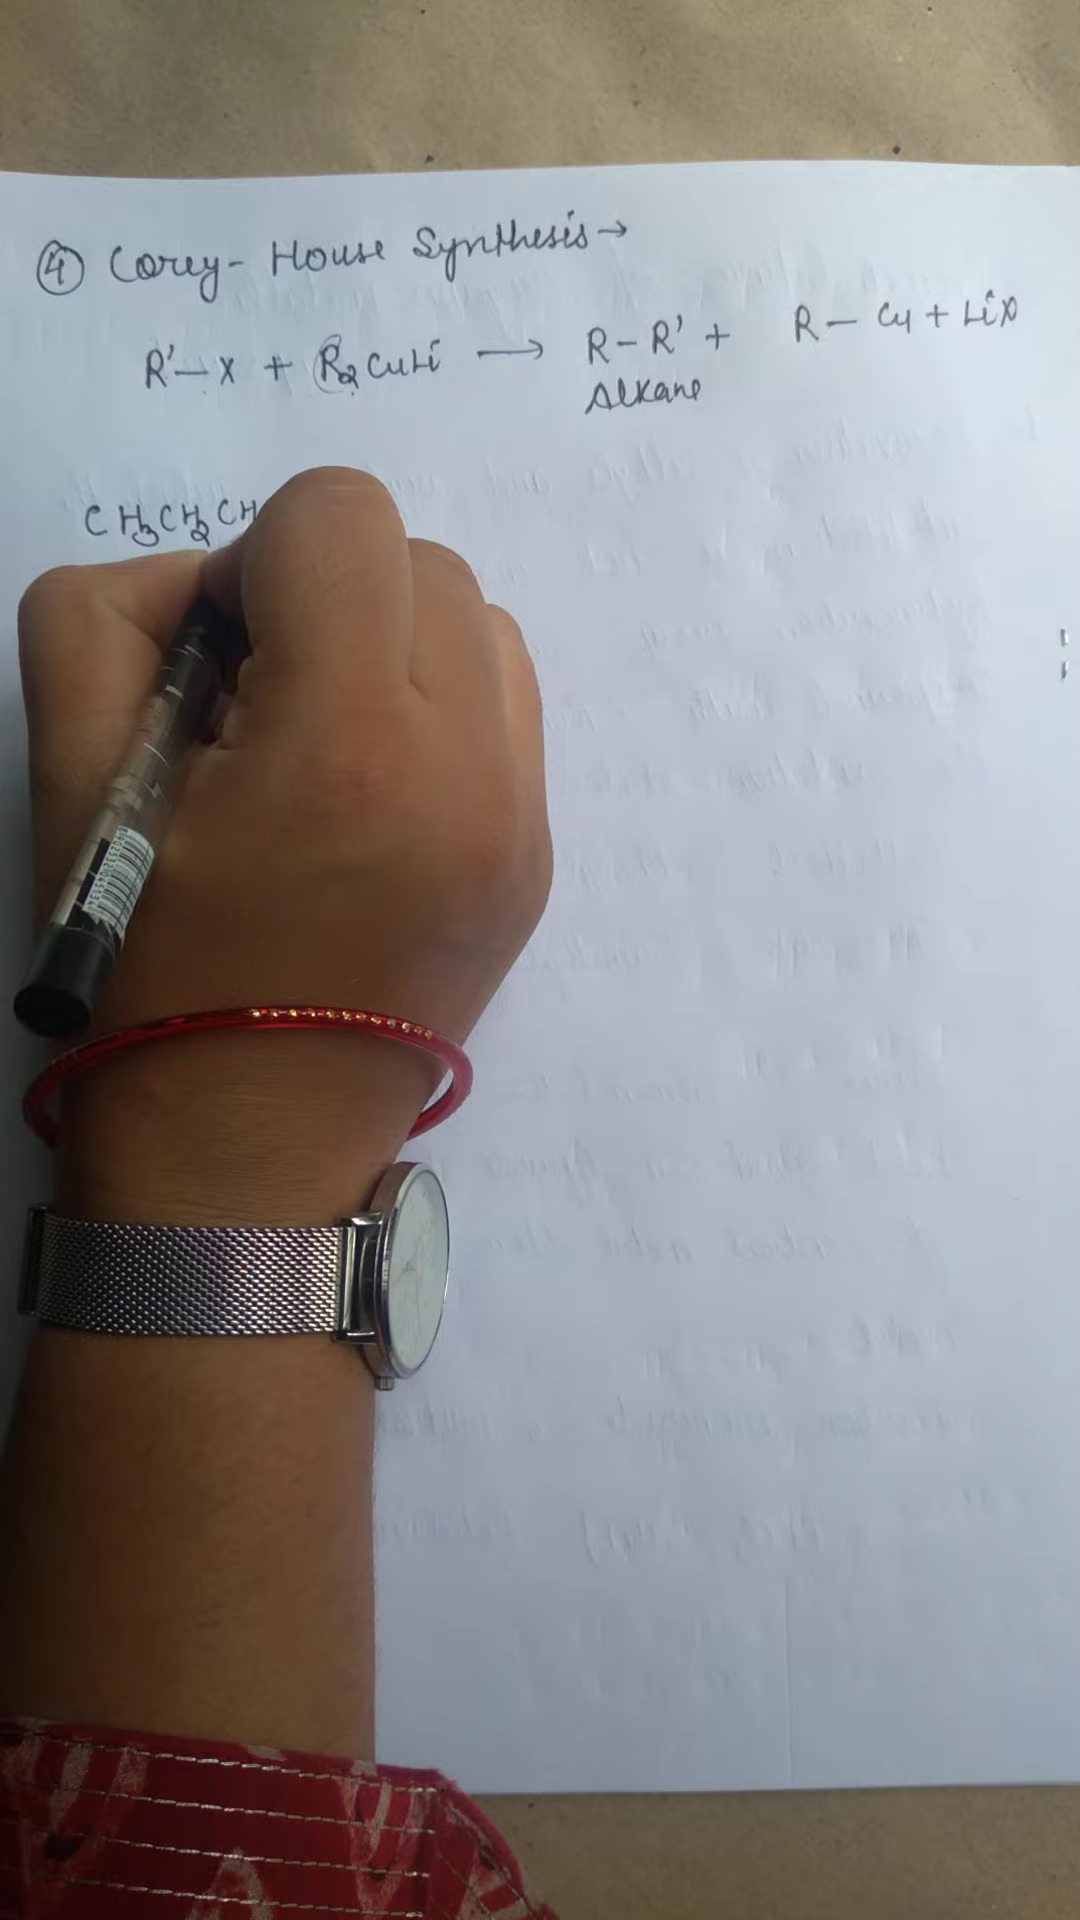 ④ Corey- House Synthesis→
R'—X + R₂CuLi ⟶ R-R' + R—Cu + LiX
Alkane
CH₃CH₂CH